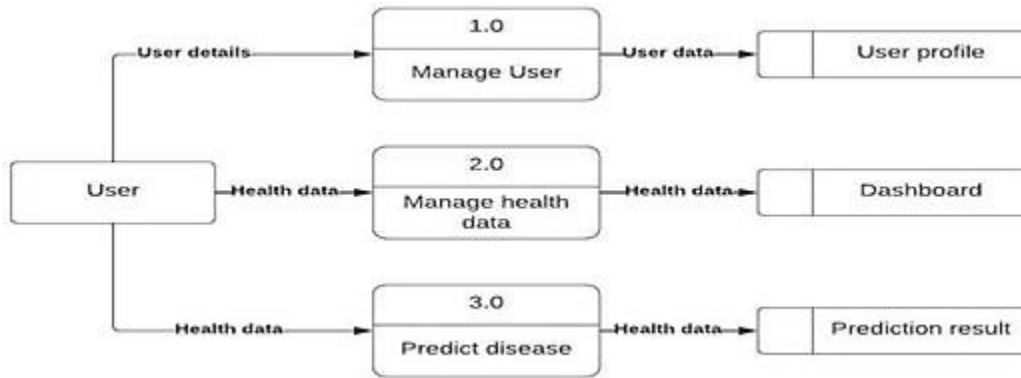 1.0
User details
Manage User
User data
User profile
2.0
User
Health data
Manage health
data
Health data
Dashboard
3.0
Health data
Predict disease
Health data
Prediction result